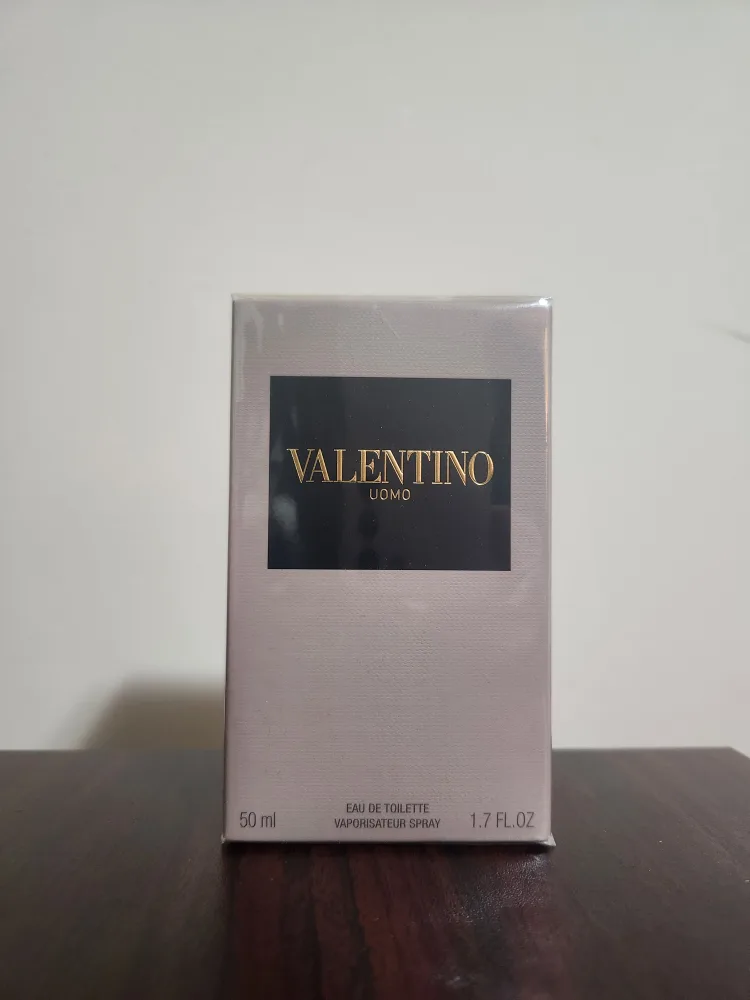 VALENTINO
UOMO
EAU DE TOILETTE
50 ml VAPORISATEUR SPRAY 1.7 FL.OZ